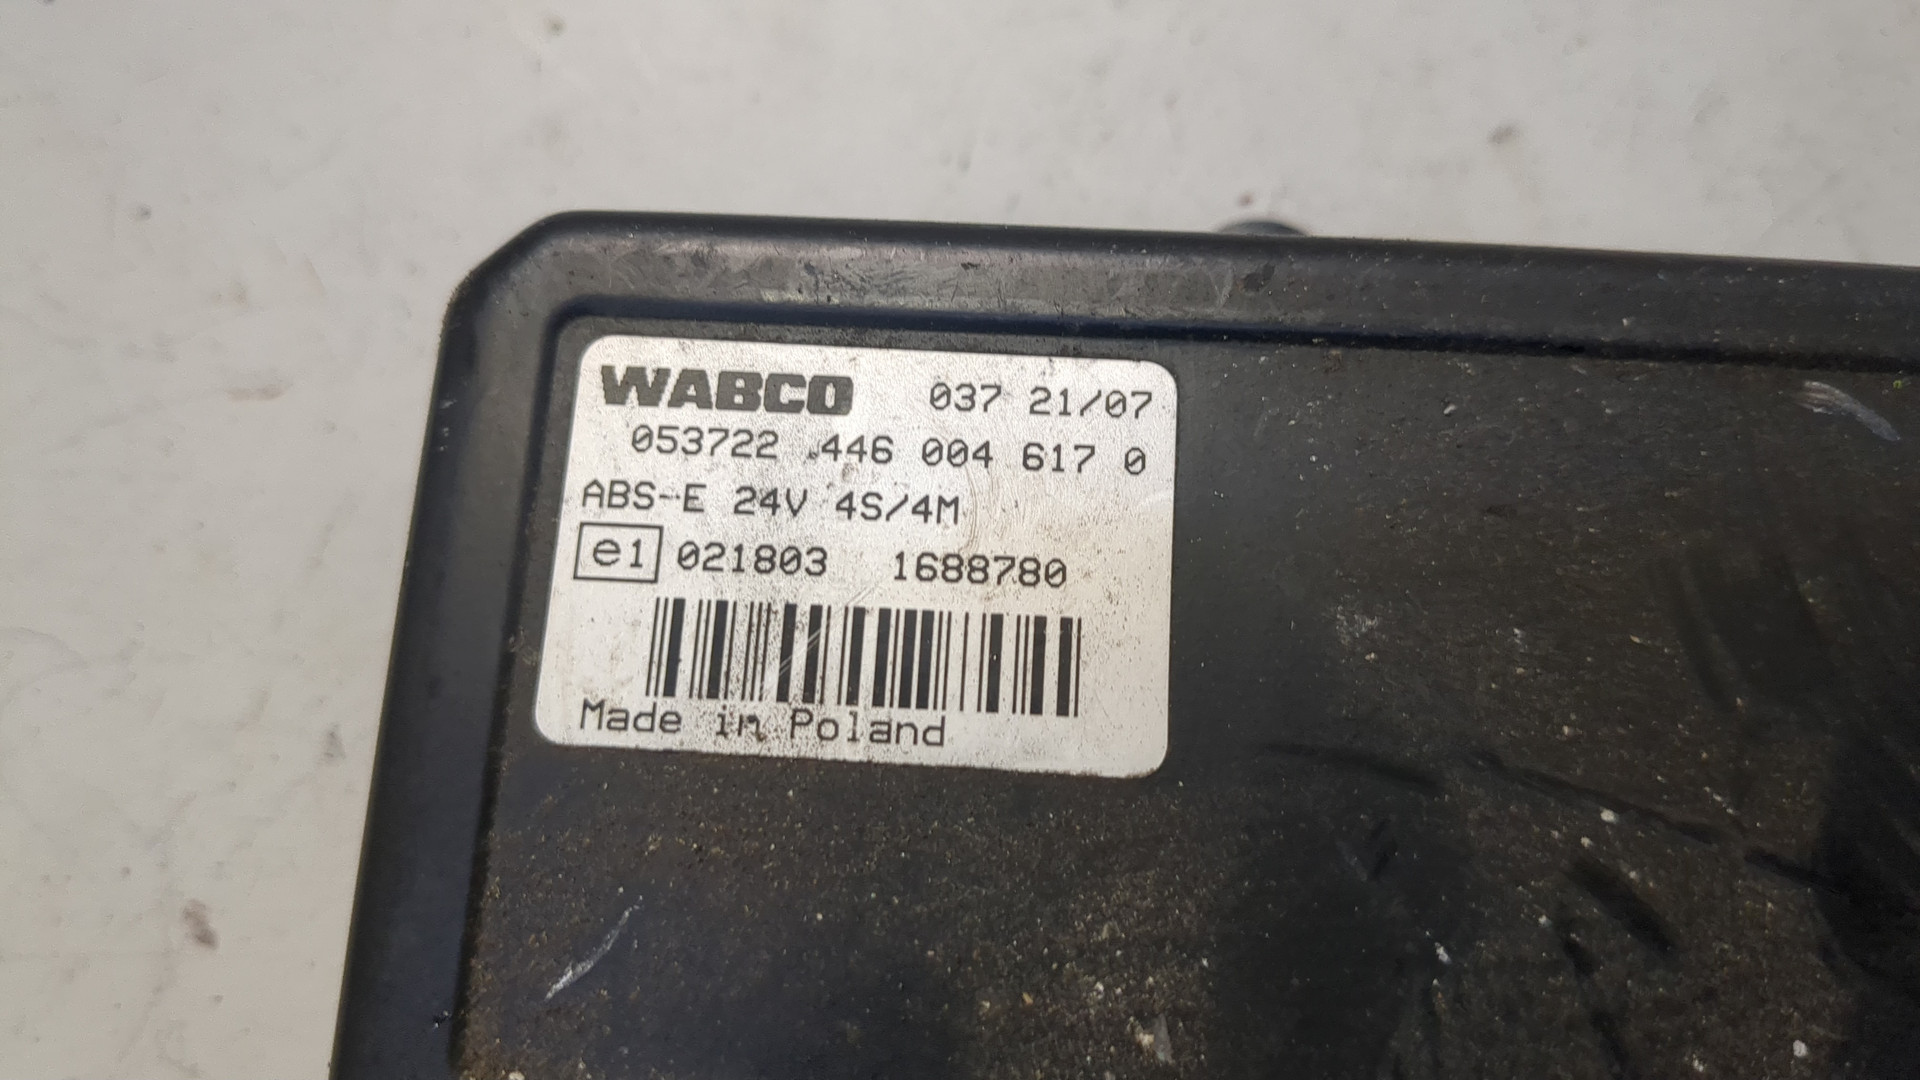 WABCO 037 21/07
053722 446 004 617 0
ABS-E 24V 4S/4M
e1 021803 1688780
Made in Poland